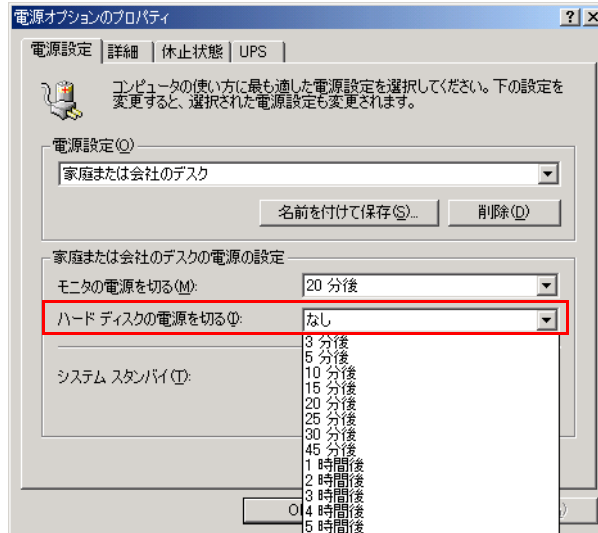 電源オプションのプロパティ
電源設定 詳細 休止状態 UPS
コンピュータの使い方に最も適した電源設定を選択してください。下の設定を
変更すると、選択された電源設定も変更されます。
電源設定(O)
家庭または会社のデスク
名前を付けて保存(S)... 削除(D)
家庭または会社のデスクの電源の設定
モニタの電源を切る(M): 20 分後
ハード ディスクの電源を切る(I): なし
3 分後
5 分後
10 分後
15 分後
システム スタンバイ(T):
20 分後
25 分後
30 分後
45 分後
1 時間後
2 時間後
3 時間後
4 時間後
5 時間後